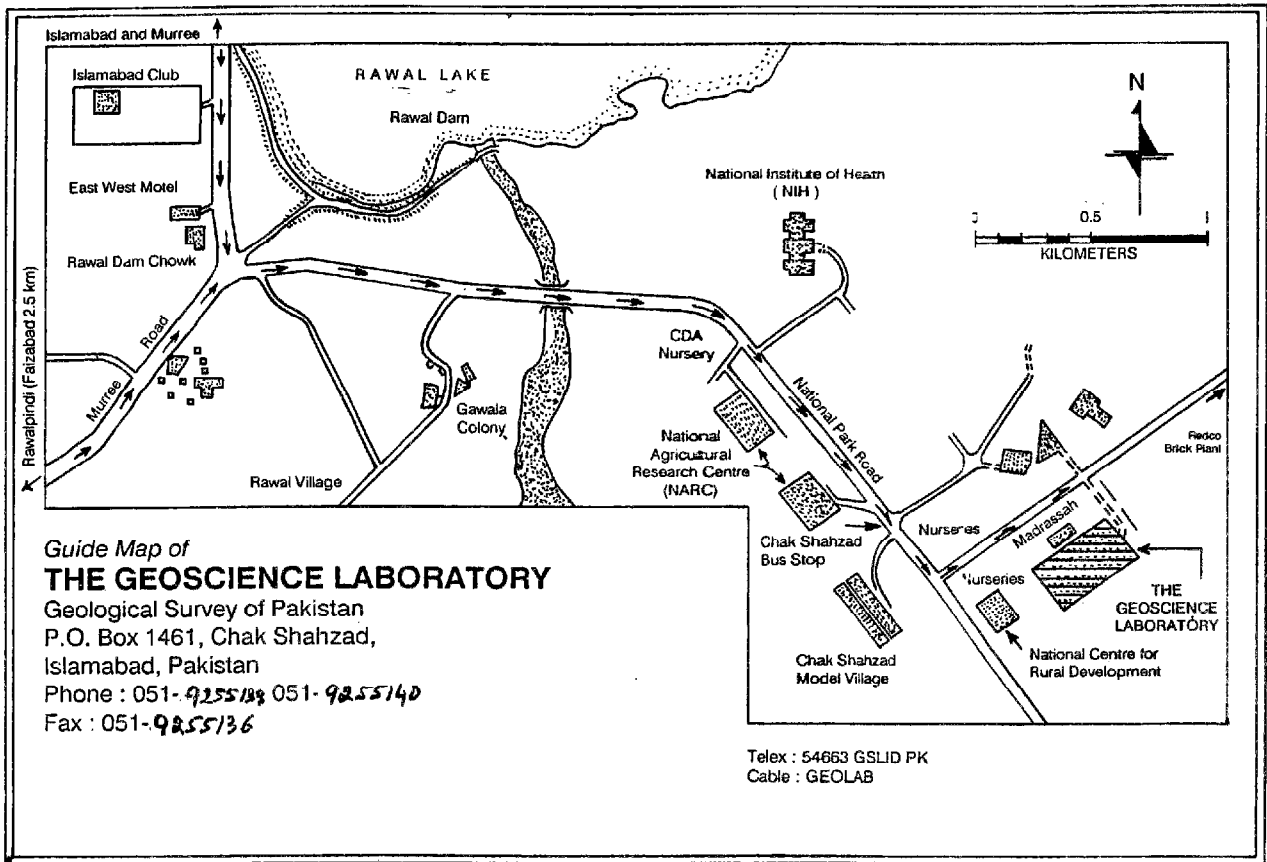 Islamabad and Murree
Islamabad Club
RAWAL LAKE
Rawal Dam
N
National Institute of Heath
( NIH )
0.5
1
KILOMETERS
East West Motel
Rawal Dam Chowk
Rawalpindi (Faizabad 2.5 km)
Murree Road
CDA
Nursery
National Park Road
Gawala
Colony
Rawal Village
National
Agricultural
Research Centre
(NARC)
Redco
Brick Plant
Chak Shahzad
Bus Stop
Nurseries
Madrassah
Nurseries
THE
GEOSCIENCE
LABORATORY
National Centre for
Rural Development
Chak Shahzad
Model Village
Guide Map of
THE GEOSCIENCE LABORATORY
Geological Survey of Pakistan
P.O. Box 1461, Chak Shahzad,
Islamabad, Pakistan
Phone : 051- 051-9255140
Fax : 051-9255136
Telex : 54663 GSLID PK
Cable : GEOLAB